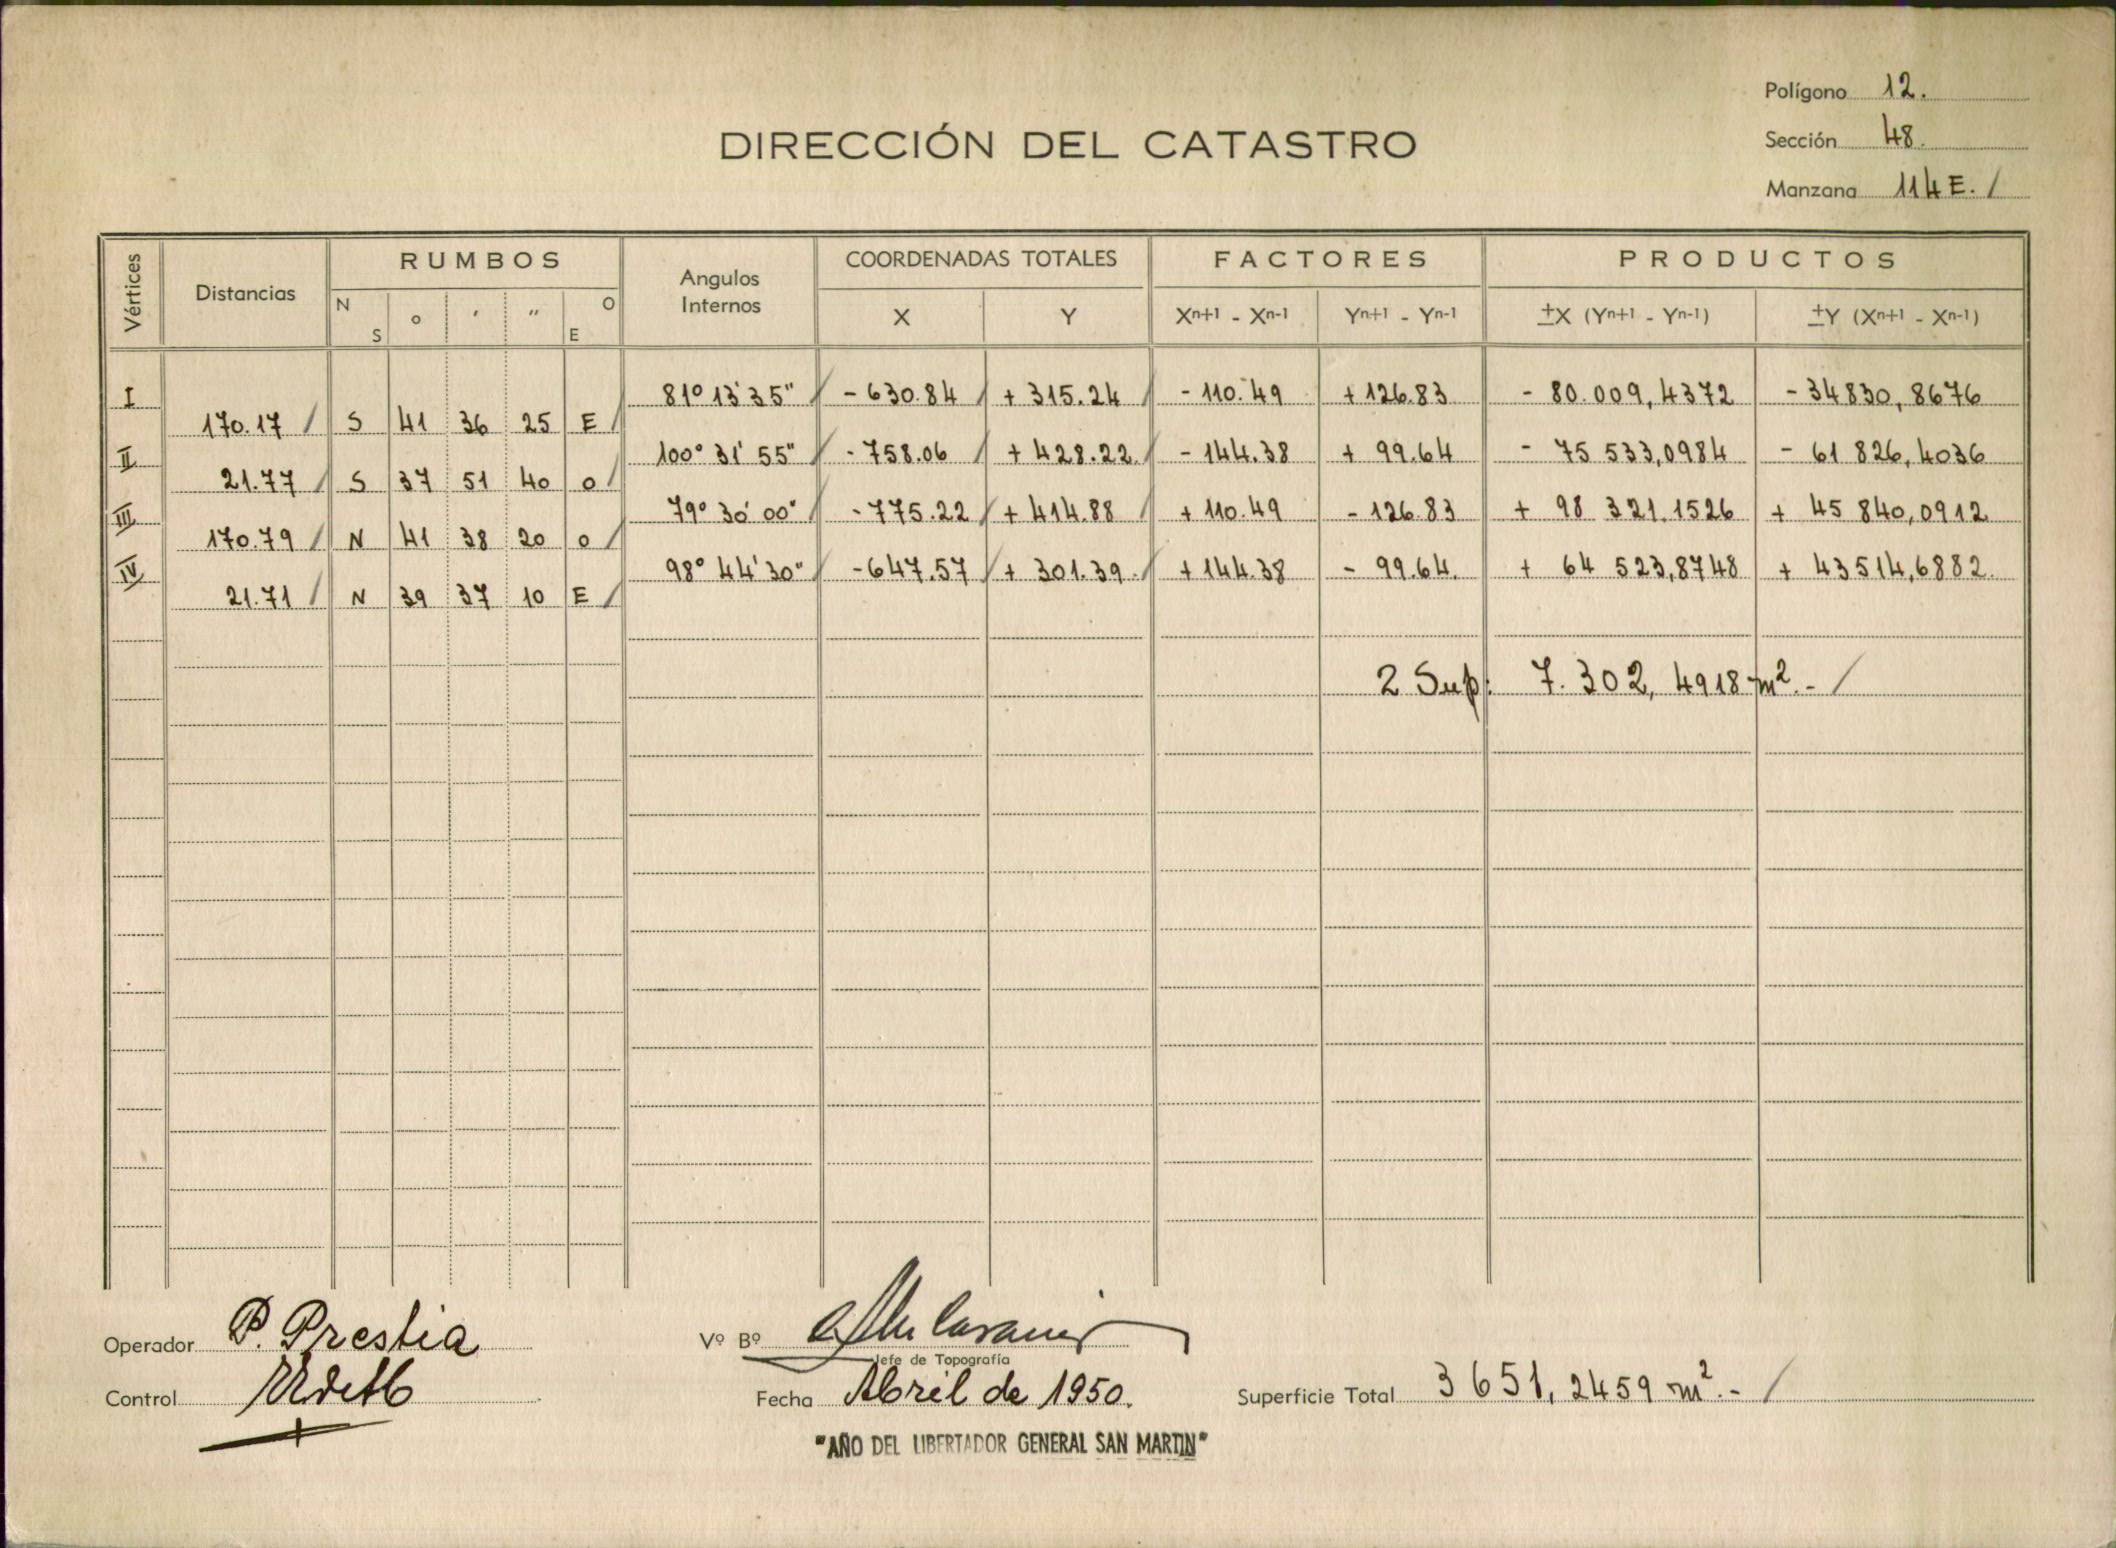 Polígono 12.
DIRECCIÓN DEL CATASTRO
Sección 48.
Manzana 114 E. /
Vértices
Distancias
RUMBOS
N S ° ′ ″ O E
Angulos Internos
COORDENADAS TOTALES
X Y
FACTORES
Xn+1 - Xn-1 Yn+1 - Yn-1
PRODUCTOS
±X (Yn+1 - Yn-1) ±Y (Xn+1 - Xn-1)
I 81° 13' 35" / - 630.84 / + 315.24 / - 110.49 + 126.83 - 80.009,4372 - 34830,8676
170.17 / S 41 36 25 E /
II 100° 31' 55" / - 758.06 / + 428.22 / - 144.38 + 99.64 - 75 533,0984 - 61 826,4036
21.77 / S 37 51 40 O /
III 79° 30' 00" / - 775.22 / + 414.88 / + 110.49 - 126.83 + 98 321.1526 + 45 840,0912
170.79 / N 41 38 20 O /
IV 98° 44' 30" / - 647.57 / + 301.39 / + 144.38 - 99.64. + 64 523,8748 + 43514,6882.
21.71 / N 39 37 10 E /
2 Sup: 7.302,4918 m². - /
Operador P. Prestia
Vº Bº
Jefe de Topografía
Control
Fecha Abril de 1950.
Superficie Total 3 651,2459 m². - /
"AÑO DEL LIBERTADOR GENERAL SAN MARTIN"